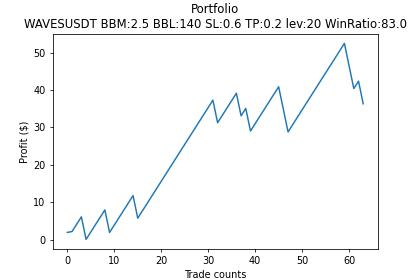 Portfolio
WAVESUSDT BBM:2.5 BBL:140 SL:0.6 TP:0.2 lev:20 WinRatio:83.0
Profit ($)
50
40
30
20
10
0
0 10 20 30 40 50 60
Trade counts